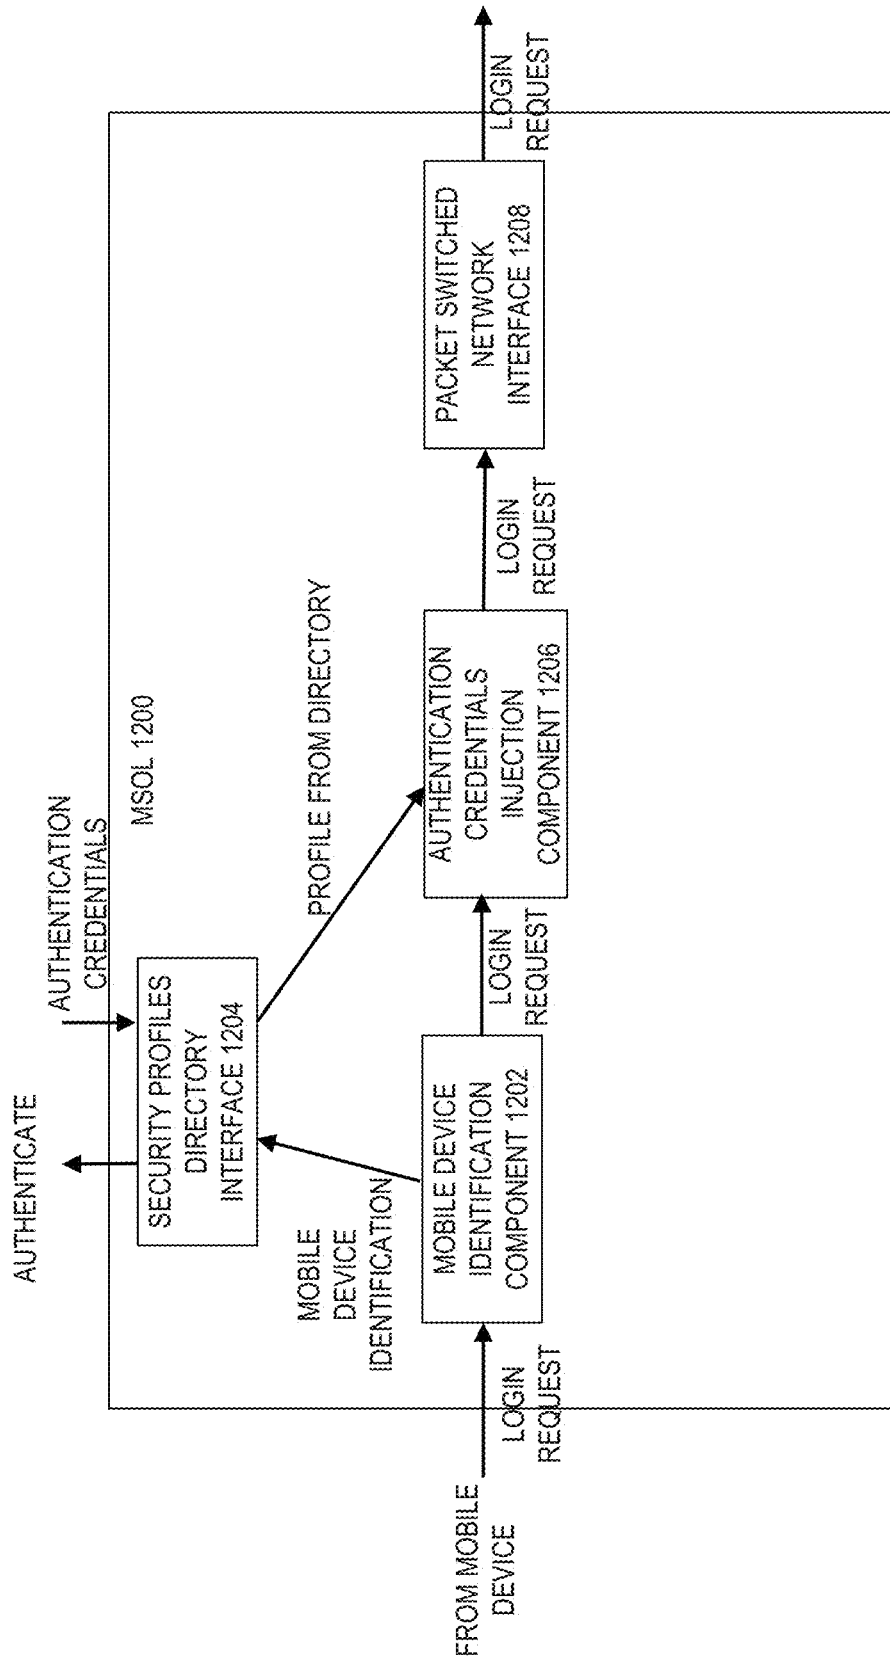 AUTHENTICATE
AUTHENTICATION
CREDENTIALS
MSOL 1200
SECURITY PROFILES
DIRECTORY
INTERFACE 1204
MOBILE
DEVICE
IDENTIFICATION
PROFILE FROM DIRECTORY
FROM MOBILE
DEVICE
LOGIN
REQUEST
MOBILE DEVICE
IDENTIFICATION
COMPONENT 1202
LOGIN
REQUEST
AUTHENTICATION
CREDENTIALS
INJECTION
COMPONENT 1206
LOGIN
REQUEST
PACKET SWITCHED
NETWORK
INTERFACE 1208
LOGIN
REQUEST